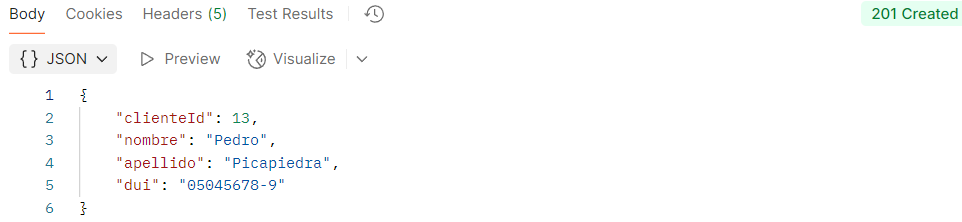 Body Cookies Headers (5) Test Results 201 Created
{} JSON Preview Visualize
1 {
2 "clienteId": 13,
3 "nombre": "Pedro",
4 "apellido": "Picapiedra",
5 "dui": "05045678-9"
6 }